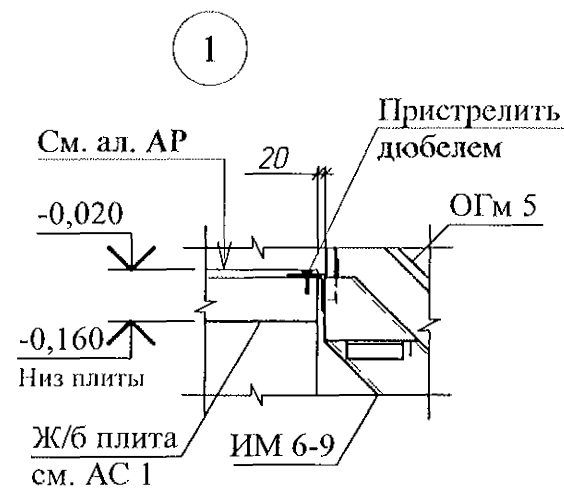 1
Пристрелить
дюбелем
См. ал. АР
20
ОГм 5
-0,020
-0,160
Низ плиты
Ж/б плита
см. АС 1
ИМ 6-9